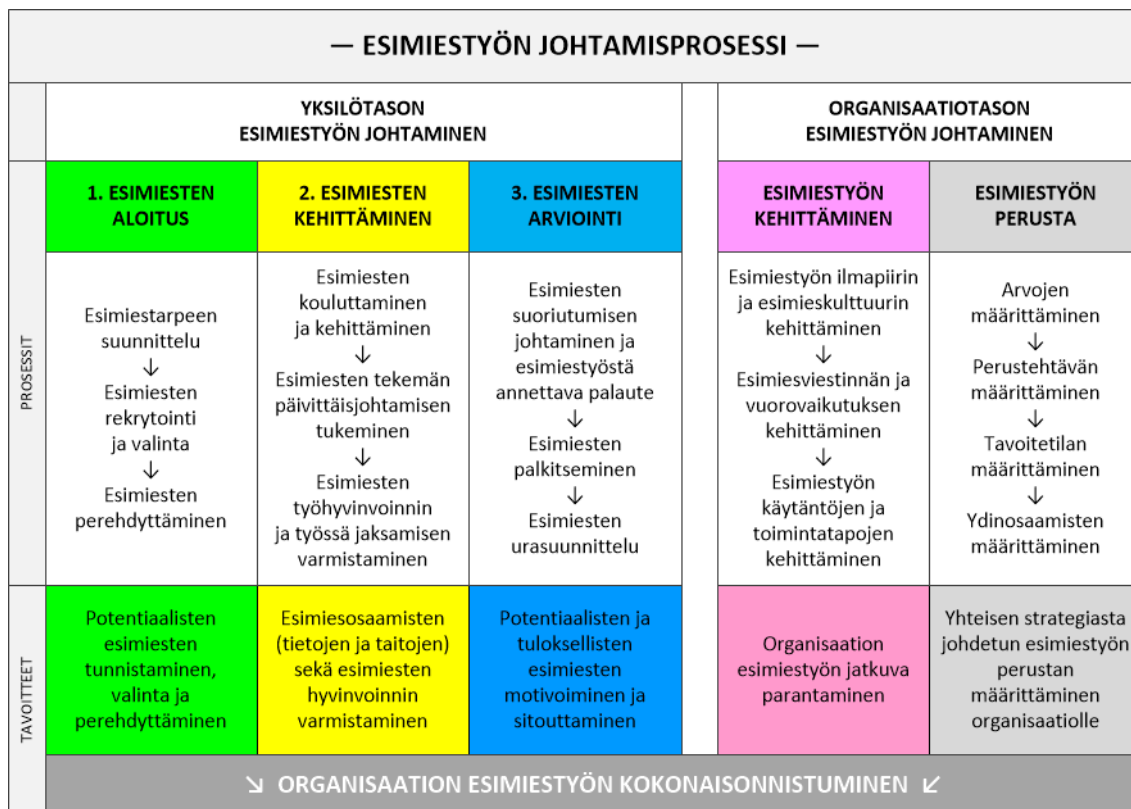 — ESIMIESTYÖN JOHTAMISPROSESSI —
YKSILÖTASON
ESIMIESTYÖN JOHTAMINEN
ORGANISAATIOTASON
ESIMIESTYÖN JOHTAMINEN
PROSESSIT
1. ESIMIESTEN
ALOITUS
2. ESIMIESTEN
KEHITTÄMINEN
3. ESIMIESTEN
ARVIOINTI
ESIMIESTYÖN
KEHITTÄMINEN
ESIMIESTYÖN
PERUSTA
Esimiestarpeen
suunnittelu
↓
Esimiesten
rekrytointi
ja valinta
↓
Esimiesten
perehdyttäminen
Esimiesten
kouluttaminen
ja kehittäminen
↓
Esimiesten tekemän
päivittäisjohtamisen
tukeminen
↓
Esimiesten
työhyvinvoinnin
ja työssä jaksamisen
varmistaminen
Esimiesten
suoriutumisen
johtaminen ja
esimiestyöstä
annettava palaute
↓
Esimiesten
palkitseminen
↓
Esimiesten
urasuunnittelu
Esimiestyön ilmapiirin
ja esimieskulttuurin
kehittäminen
↓
Esimiesviestinnän ja
vuorovaikutuksen
kehittäminen
↓
Esimiestyön
käytäntöjen ja
toimintatapojen
kehittäminen
Arvojen
määrittäminen
↓
Perustehtävän
määrittäminen
↓
Tavoitetilan
määrittäminen
↓
Ydinosaamisten
määrittäminen
TAVOITTEET
Potentiaalisten
esimiesten
tunnistaminen,
valinta ja
perehdyttäminen
Esimiesosaamisten
(tietojen ja taitojen)
sekä esimiesten
hyvinvoinnin
varmistaminen
Potentiaalisten ja
tuloksellisten
esimiesten
motivoiminen ja
sitouttaminen
Organisaation
esimiestyön jatkuva
parantaminen
Yhteisen strategiasta
johdetun esimiestyön
perustan
määrittäminen
organisaatiolle
↘ ORGANISAATION ESIMIESTYÖN KOKONAISONNISTUMINEN ↙